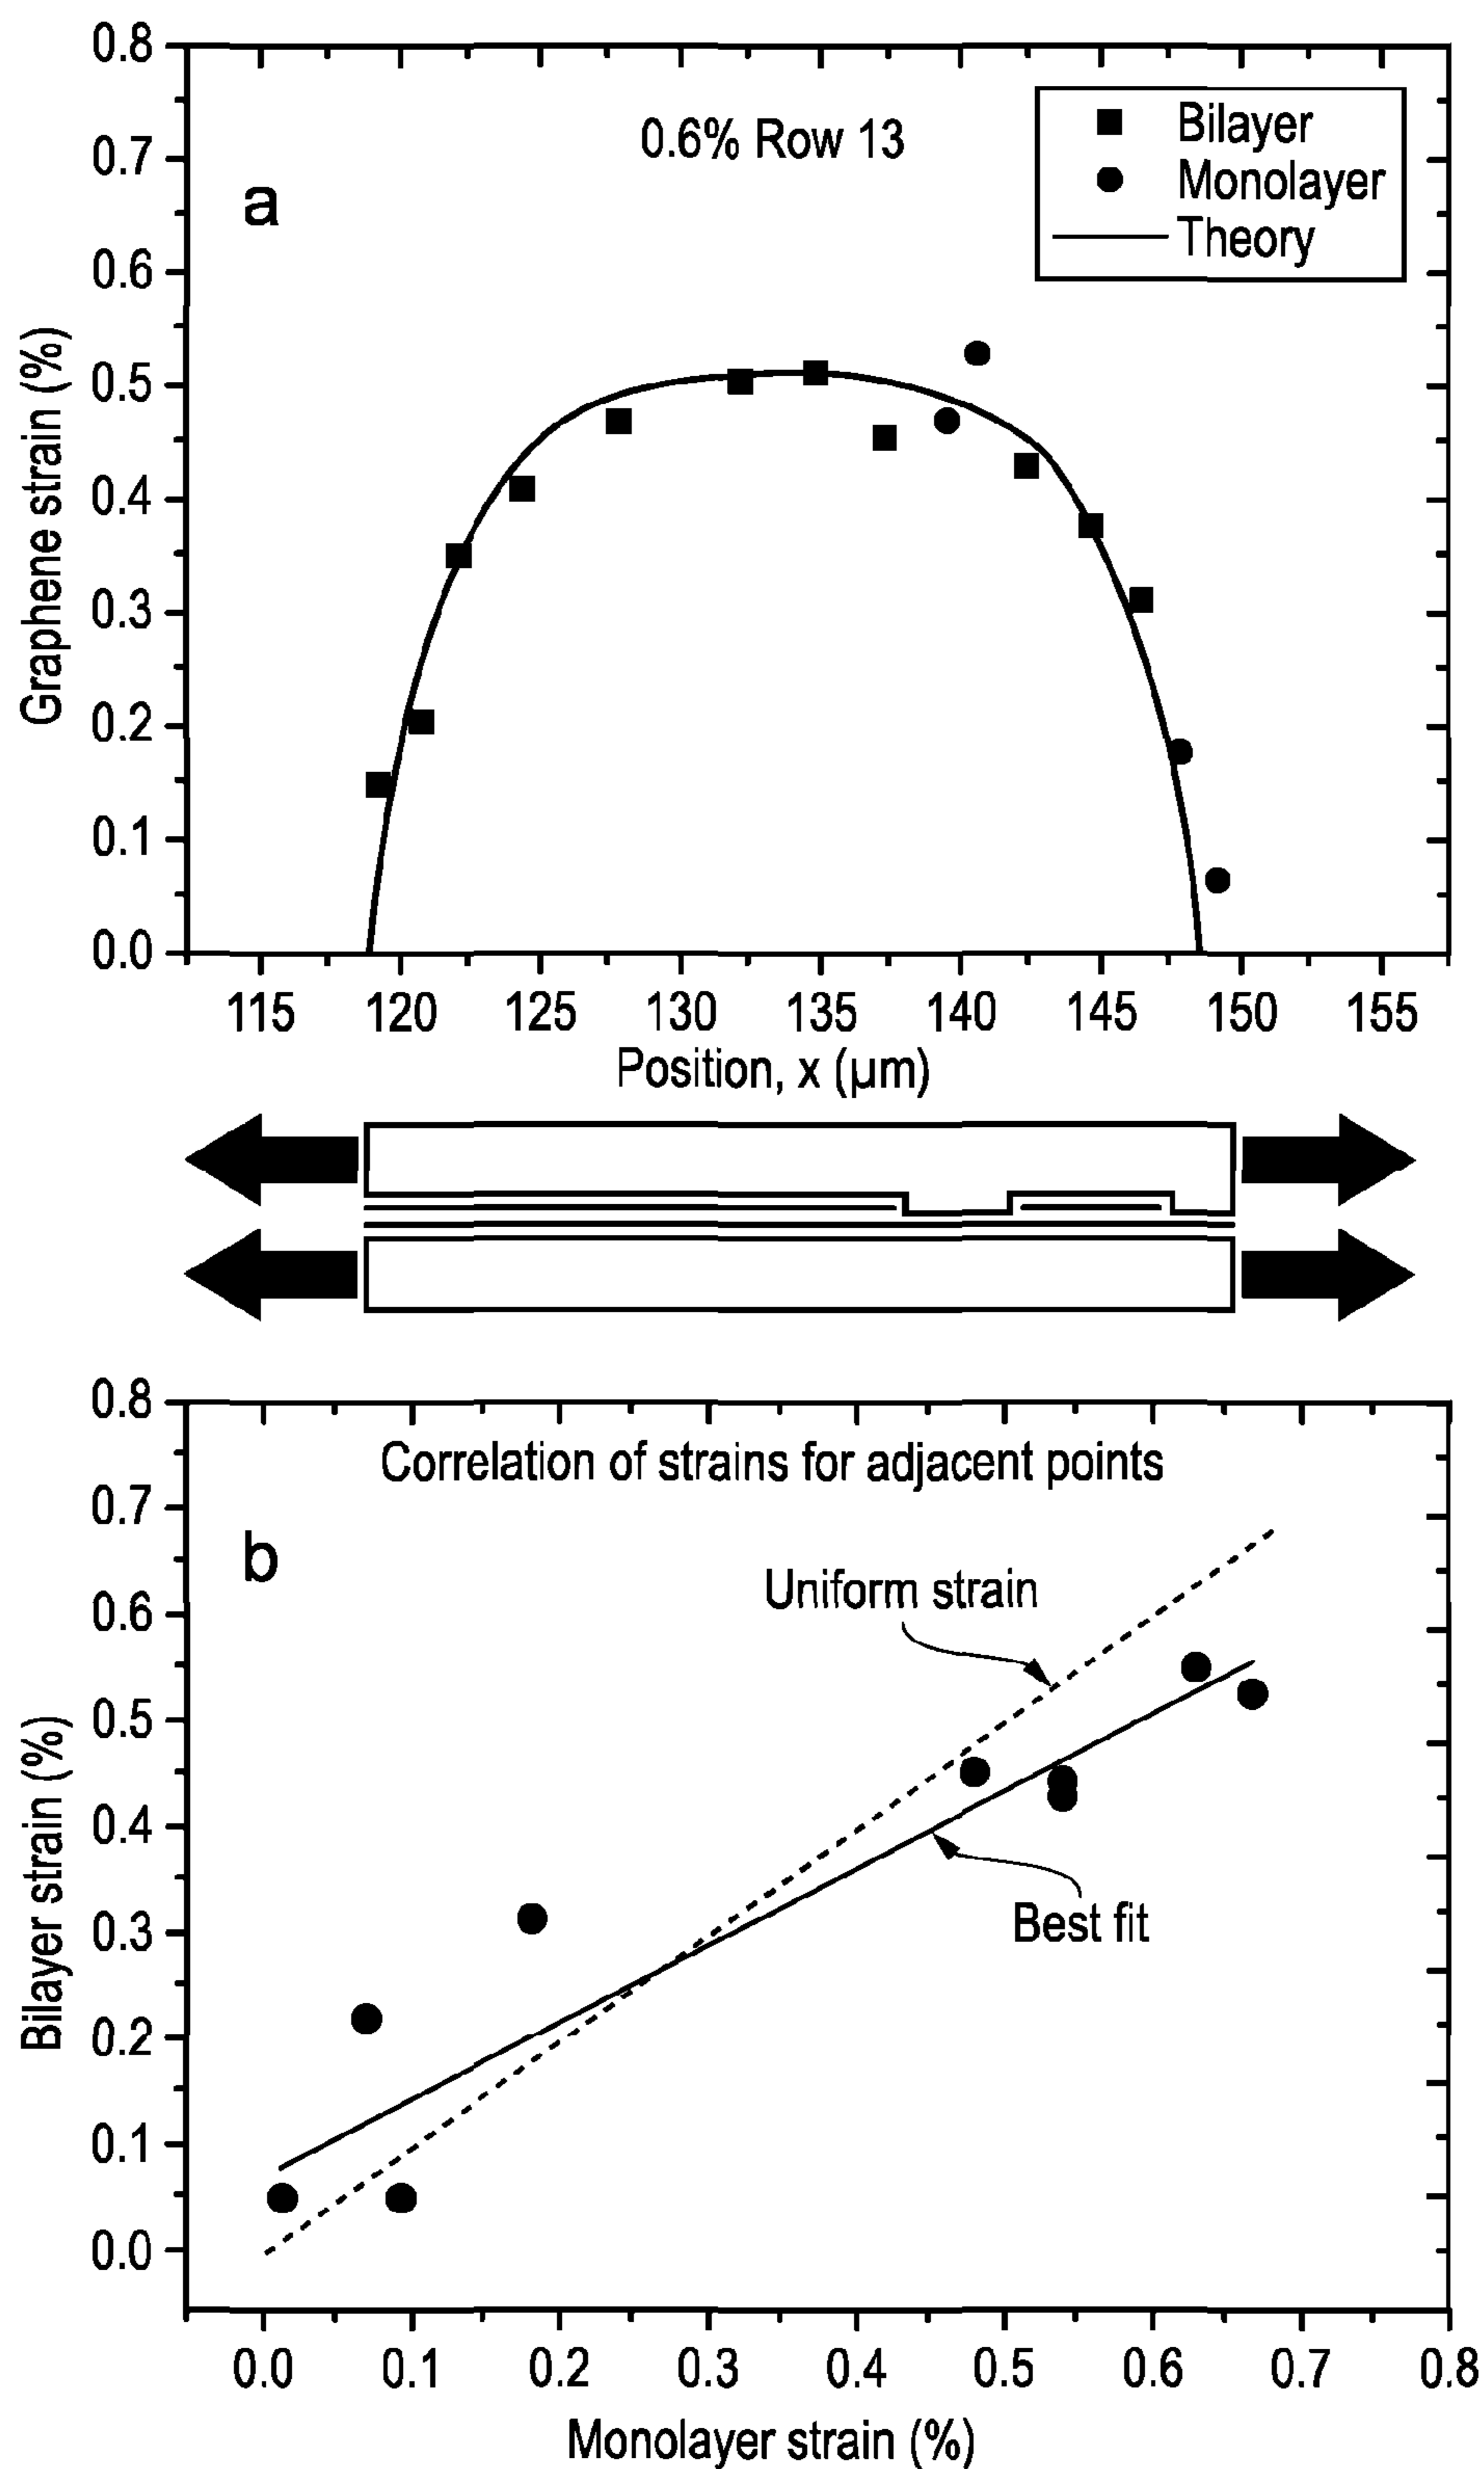 0.6% Row 13
a
Bilayer
Monolayer
Theory
0.8
0.7
0.6
0.5
0.4
0.3
0.2
0.1
0.0
Graphene strain (%)
115 120 125 130 135 140 145 150 155
Position, x (μm)
Correlation of strains for adjacent points
b
Uniform strain
Best fit
0.8
0.7
0.6
0.5
0.4
0.3
0.2
0.1
0.0
Bilayer strain (%)
0.0 0.1 0.2 0.3 0.4 0.5 0.6 0.7 0.8
Monolayer strain (%)